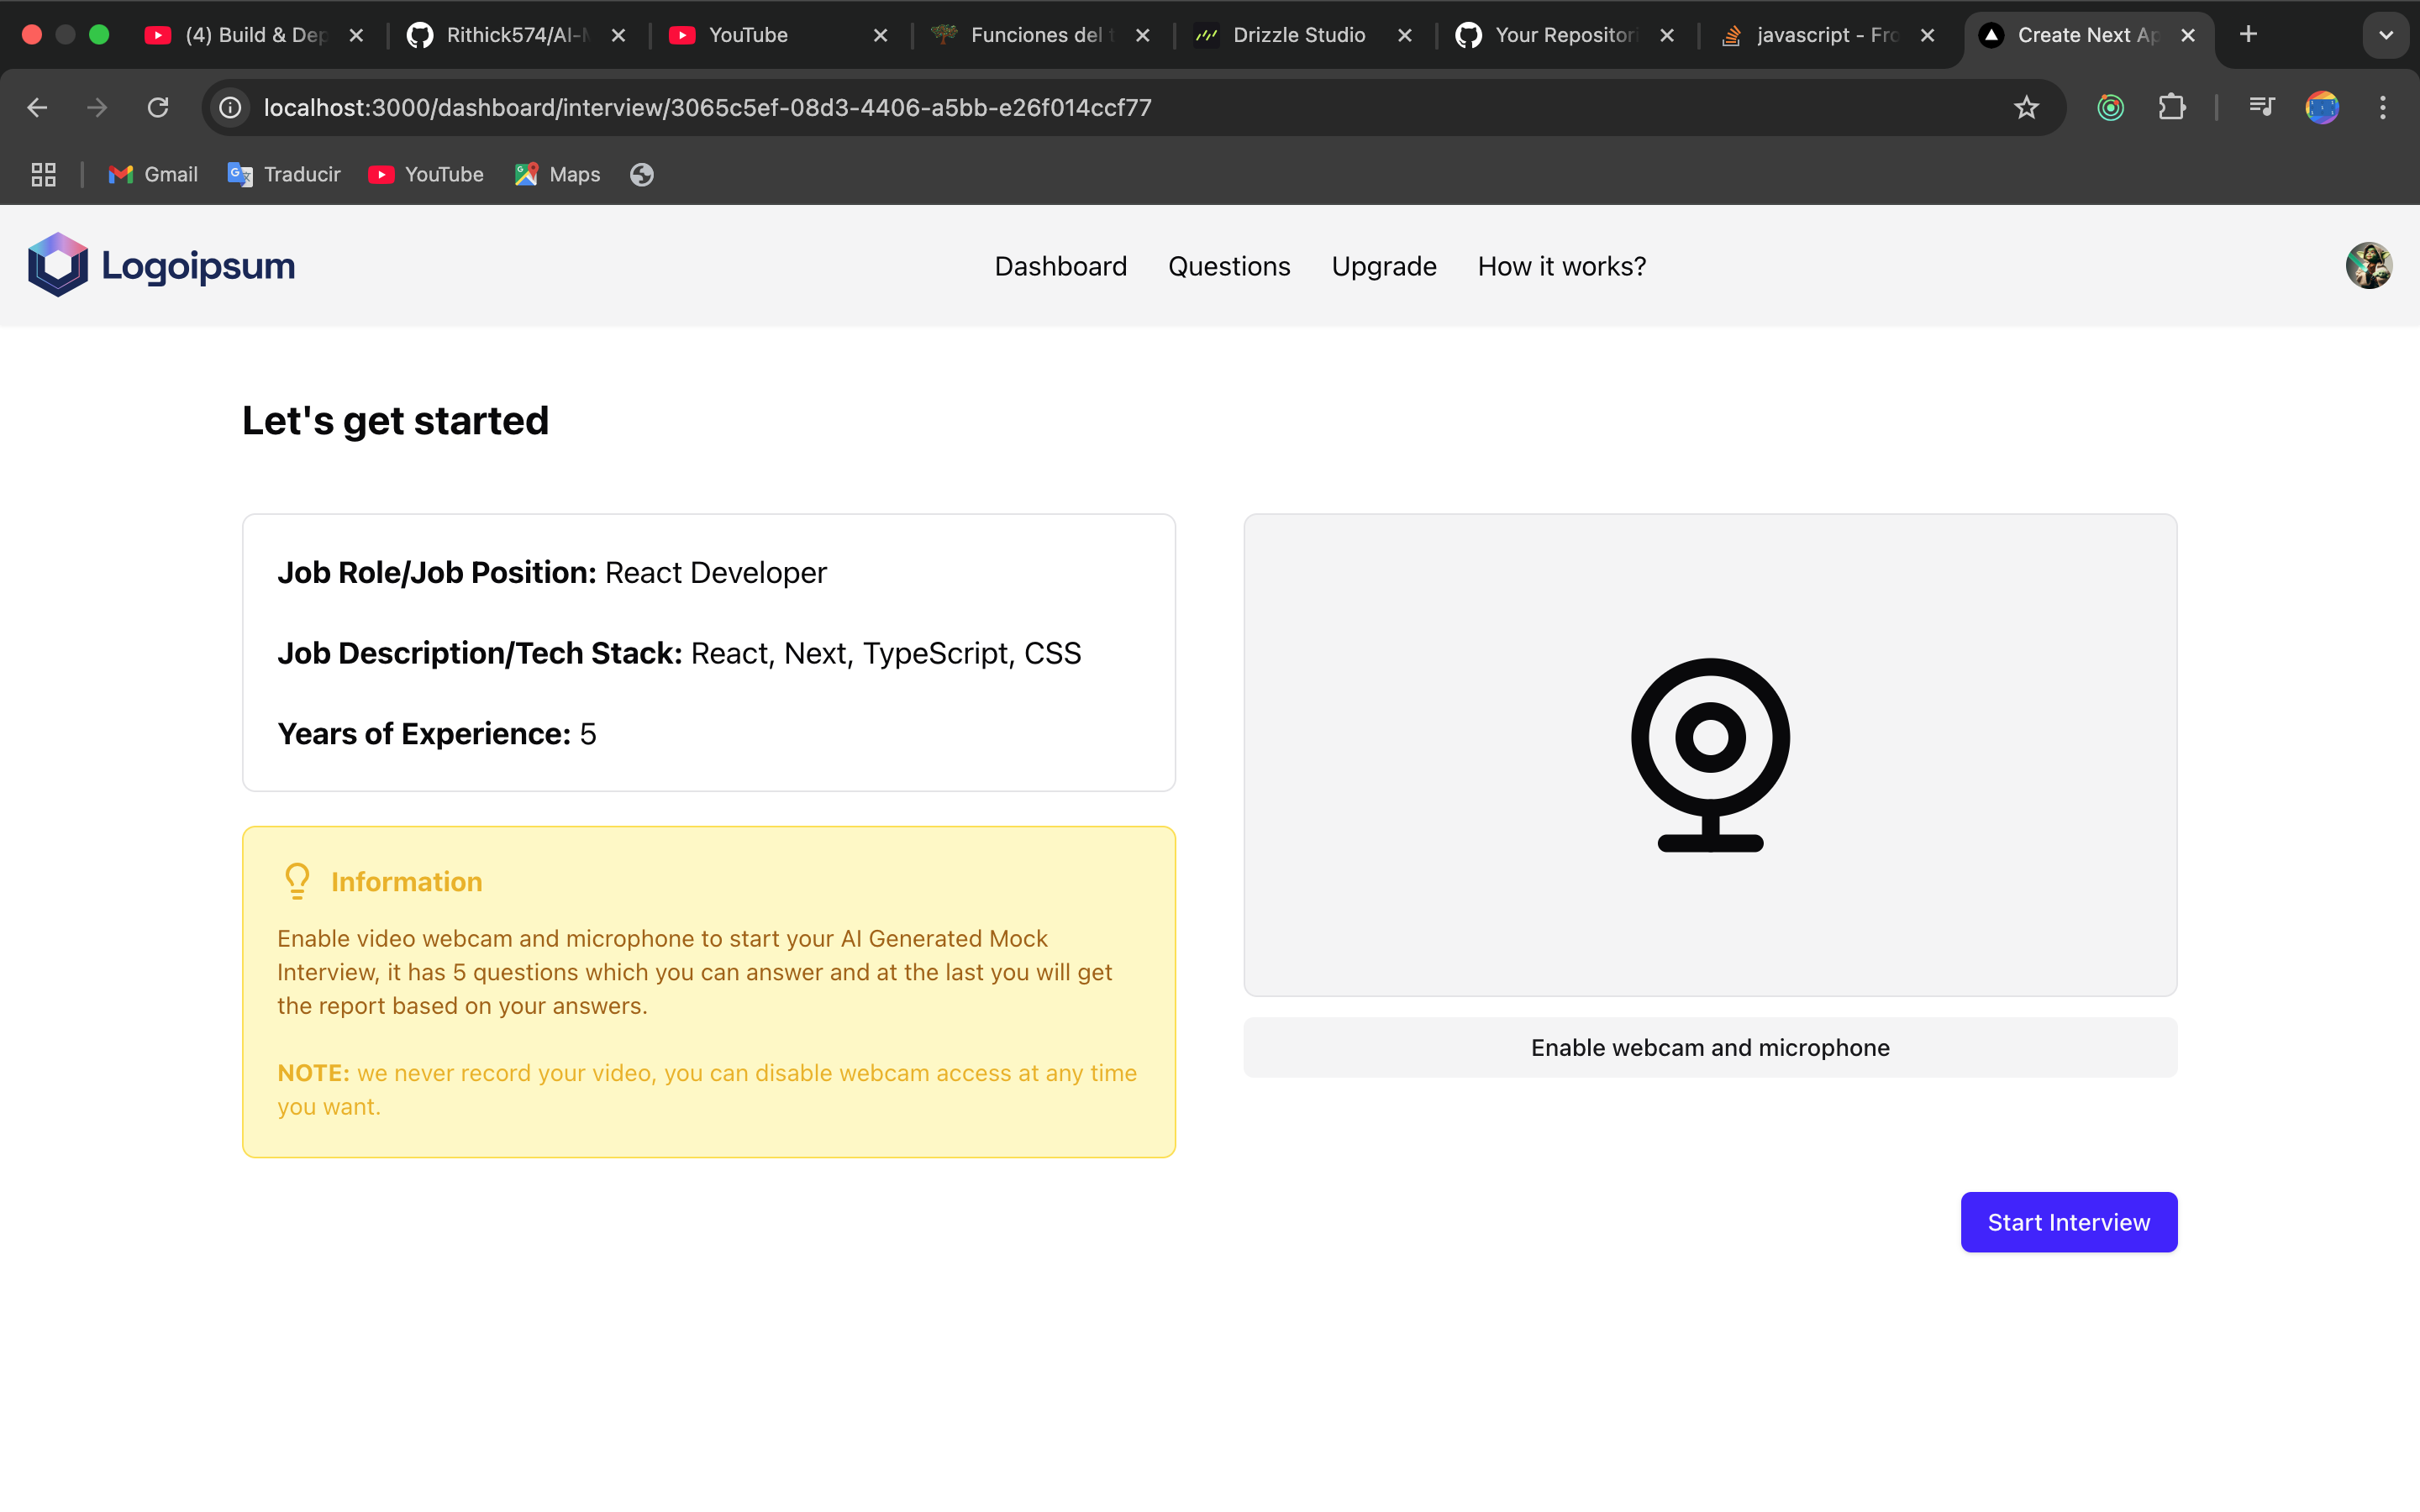 (4) Build & Dep
Rithick574/AI-M
YouTube
Funciones del t
Drizzle Studio
Your Repositori
javascript - Fro
Create Next Ap
localhost:3000/dashboard/interview/3065c5ef-08d3-4406-a5bb-e26f014ccf77
Gmail
Traducir
YouTube
Maps
Logoipsum
Dashboard
Questions
Upgrade
How it works?
Let's get started
Job Role/Job Position: React Developer
Job Description/Tech Stack: React, Next, TypeScript, CSS
Years of Experience: 5
Information
Enable video webcam and microphone to start your AI Generated Mock
Interview, it has 5 questions which you can answer and at the last you will get
the report based on your answers.
NOTE: we never record your video, you can disable webcam access at any time
you want.
Enable webcam and microphone
Start Interview